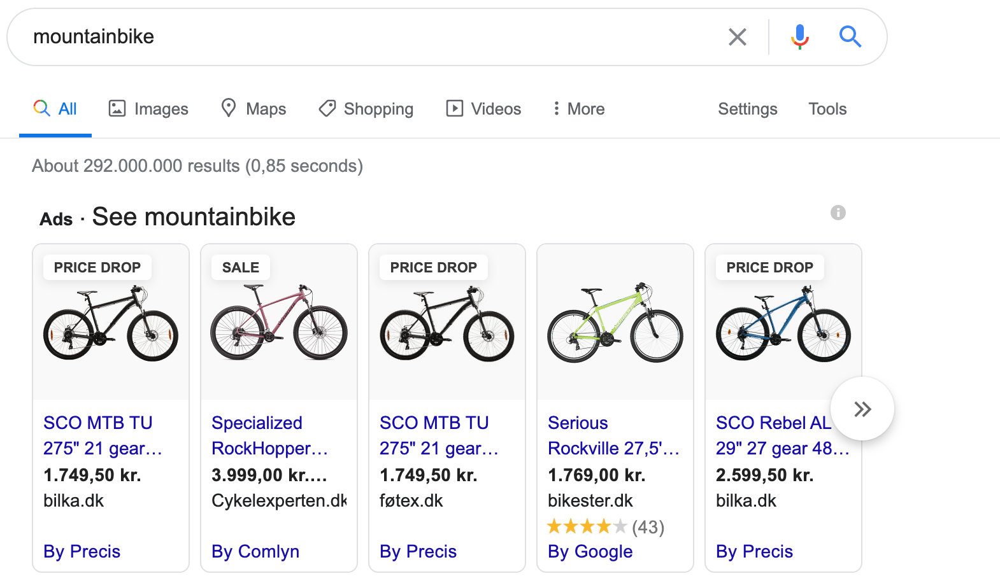 mountainbike
All Images Maps Shopping Videos More Settings Tools
About 292.000.000 results (0,85 seconds)
Ads · See mountainbike
PRICE DROP
SCO MTB TU
275" 21 gear...
1.749,50 kr.
bilka.dk
By Precis
SALE
Specialized
RockHopper...
3.999,00 kr....
Cykelexperten.dk
By Comlyn
PRICE DROP
SCO MTB TU
275" 21 gear...
1.749,50 kr.
føtex.dk
By Precis
Serious
Rockville 27,5'...
1.769,00 kr.
bikester.dk
(43)
By Google
PRICE DROP
SCO Rebel AL
29" 27 gear 48...
2.599,50 kr.
bilka.dk
By Precis